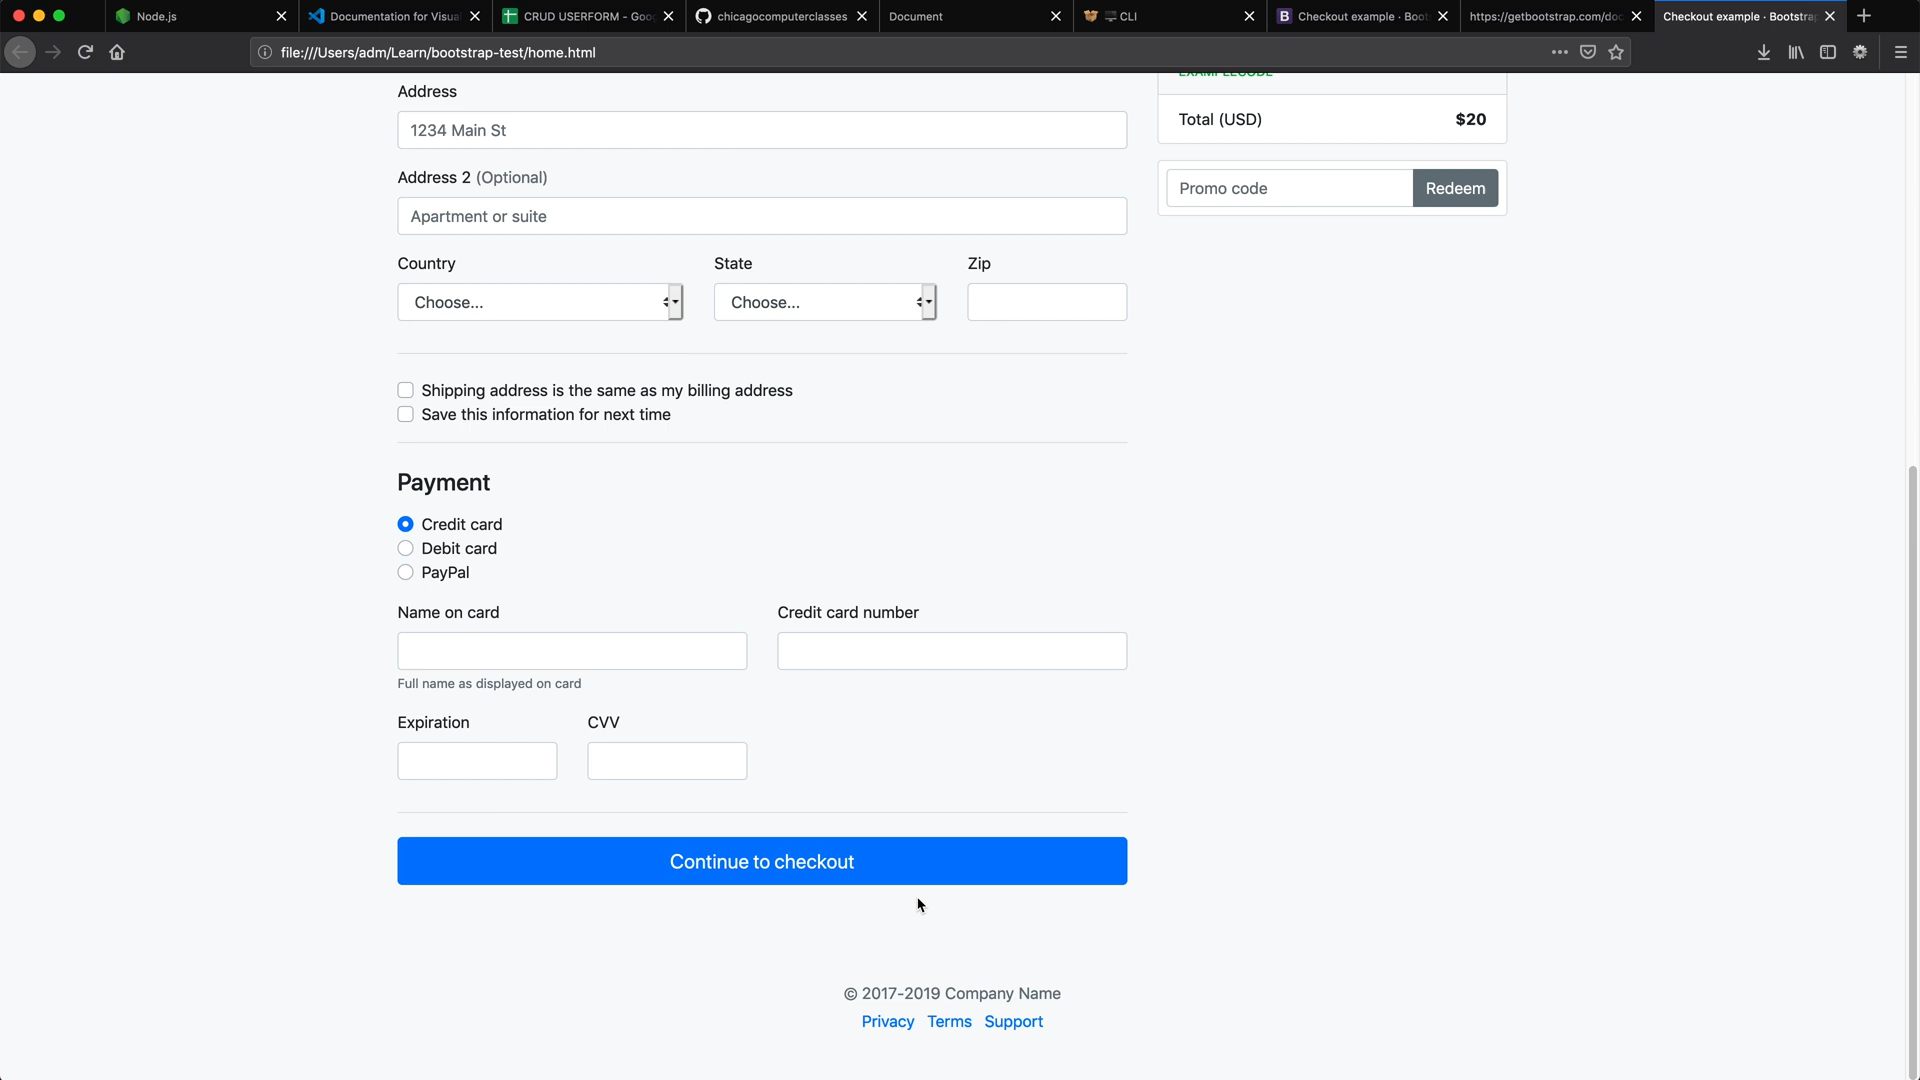 Node.js
Documentation for Visua
CRUD USERFORM - Goo
chicagocomputerclasses
Document
CLI
Checkout example · Boot
https://getbootstrap.com/doc
Checkout example · Bootstra
file:///Users/adm/Learn/bootstrap-test/home.html
EXAMPLECODE
Address
1234 Main St
Total (USD) $20
Address 2 (Optional)
Apartment or suite
Promo code Redeem
Country State Zip
Choose... Choose...
Shipping address is the same as my billing address
Save this information for next time
Payment
Credit card
Debit card
PayPal
Name on card Credit card number
Full name as displayed on card
Expiration CVV
Continue to checkout
© 2017-2019 Company Name
Privacy Terms Support